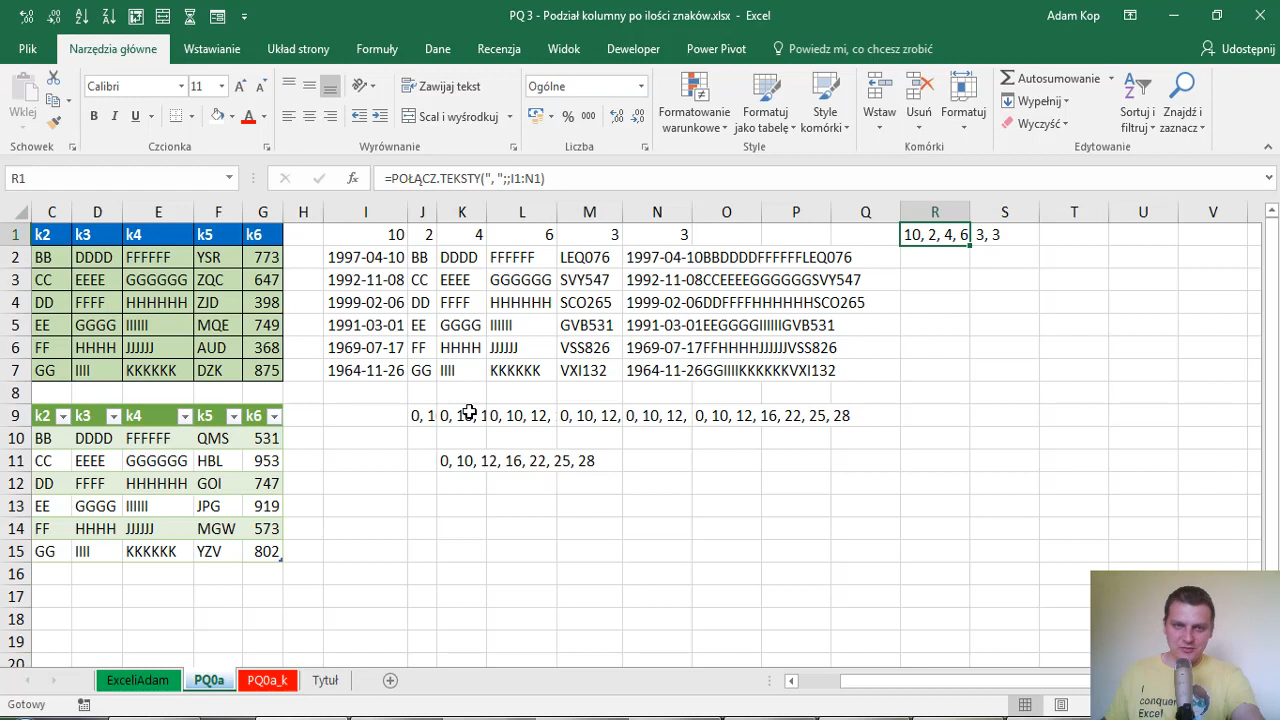 PQ 3 - Podział kolumny po ilości znaków.xlsx - Excel
Adam Kop
Plik Narzędzia główne Wstawianie Układ strony Formuły Dane Recenzja Widok Deweloper Power Pivot Powiedz mi, co chcesz zrobić Udostępnij
Wklej
Calibri 11
B I U
Zawijaj tekst
Scal i wyśrodkuj
Ogólne
% 000
Formatowanie warunkowe
Formatuj jako tabelę
Style komórki
Wstaw Usuń Formatuj
Autosumowanie
Wypełnij
Wyczyść
Sortuj i filtruj
Znajdź i zaznacz
Schowek Czcionka Wyrównanie Liczba Style Komórki Edytowanie
R1 fx =POŁĄCZ.TEKSTY(", ";;I1:N1)
C D E F G H I J K L M N O P Q R S T U V
1 k2 k3 k4 k5 k6 10 2 4 6 3 3 10, 2, 4, 6, 3, 3
2 BB DDDD FFFFFF YSR 773 1997-04-10 BB DDDD FFFFFF LEQ076 1997-04-10BBDDDDFFFFFFLEQ076
3 CC EEEE GGGGGG ZQC 647 1992-11-08 CC EEEE GGGGGG SVY547 1992-11-08CCEEEEGGGGGGSVY547
4 DD FFFF HHHHHH ZJD 398 1999-02-06 DD FFFF HHHHHH SCO265 1999-02-06DDFFFFHHHHHHSCO265
5 EE GGGG IIIIII MQE 749 1991-03-01 EE GGGG IIIIII GVB531 1991-03-01EEGGGGIIIIIIGVB531
6 FF HHHH JJJJJJ AUD 368 1969-07-17 FF HHHH JJJJJJ VSS826 1969-07-17FFHHHHJJJJJJVSS826
7 GG IIII KKKKKK DZK 875 1964-11-26 GG IIII KKKKKK VXI132 1964-11-26GGIIIIKKKKKKVXI132
8
9 k2 k3 k4 k5 k6 0, 1 0, 10, 1 0, 10, 12, 0, 10, 12, 0, 10, 12, 0, 10, 12, 16, 22, 25, 28
10 BB DDDD FFFFFF QMS 531
11 CC EEEE GGGGGG HBL 953 0, 10, 12, 16, 22, 25, 28
12 DD FFFF HHHHHH GOI 747
13 EE GGGG IIIIII JPG 919
14 FF HHHH JJJJJJ MGW 573
15 GG IIII KKKKKK YZV 802
16
17
18
19
20
ExceliAdam PQ0a PQ0a_k Tytuł
Gotowy
I
conquer
Excel